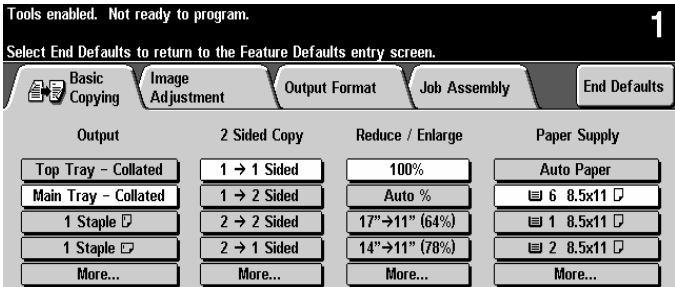 Tools enabled. Not ready to program.
1
Select End Defaults to return to the Feature Defaults entry screen.
Basic Copying
Image Adjustment
Output Format
Job Assembly
End Defaults
Output
2 Sided Copy
Reduce / Enlarge
Paper Supply
Top Tray - Collated
1 → 1 Sided
100%
Auto Paper
Main Tray - Collated
1 → 2 Sided
Auto %
6 8.5x11
1 Staple
2 → 2 Sided
17"→11" (64%)
1 8.5x11
1 Staple
2 → 1 Sided
14"→11" (78%)
2 8.5x11
More...
More...
More...
More...